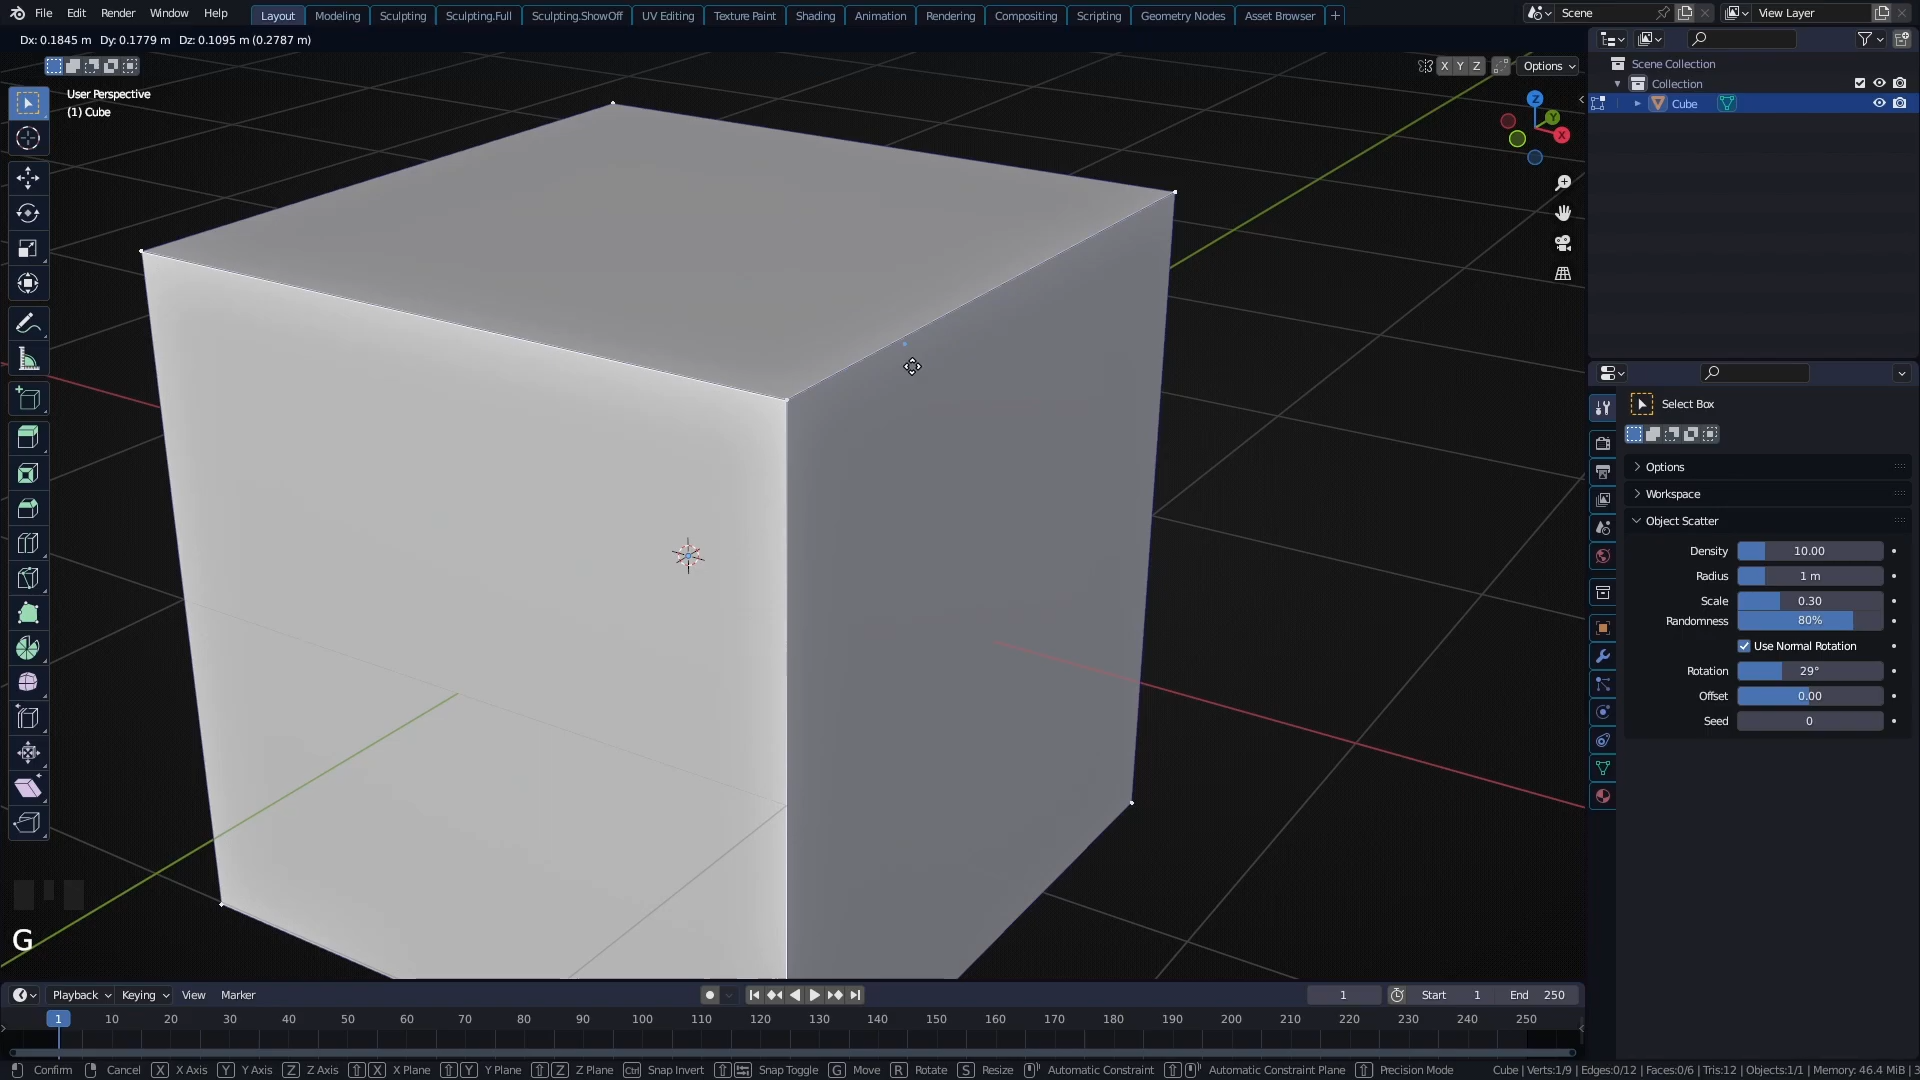 File Edit Render Window Help Layout Modeling Sculpting Sculpting.Full Sculpting.ShowOff UV Editing Texture Paint Shading Animation Rendering Compositing Scripting Geometry Nodes Asset Browser + Scene View Layer
Dx: 0.1845 m Dy: 0.1779 m Dz: 0.1095 m (0.2787 m)
X Y Z Options
Scene Collection
Collection
Cube
User Perspective
(1) Cube
Z
Y
X
Select Box
Options
Workspace
Object Scatter
Density 10.00
Radius 1 m
Scale 0.30
Randomness 80%
Use Normal Rotation
Rotation 29°
Offset 0.00
Seed 0
G
Playback Keying View Marker 1 Start 1 End 250
1 10 20 30 40 50 60 70 80 90 100 110 120 130 140 150 160 170 180 190 200 210 220 230 240 250
Confirm Cancel X X Axis Y Y Axis Z Z Axis X X Plane Y Y Plane Z Z Plane Ctrl Snap Invert Snap Toggle G Move R Rotate S Resize Automatic Constraint Automatic Constraint Plane Precision Mode Cube | Verts:1/9 | Edges:0/12 | Faces:0/6 | Tris:12 | Objects:1/1 | Memory: 46.4 MiB | 3